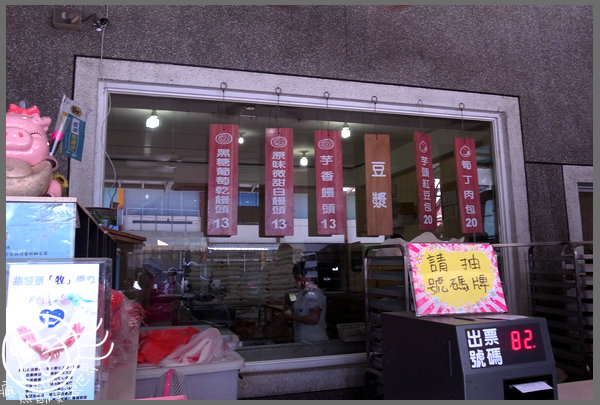 黑糖葡萄乾饅頭
13
原味微甜白饅頭
13
芋香饅頭
13
豆漿
芋頭紅豆包
20
筍丁肉包
20
請抽
號碼牌
出票
號碼
82